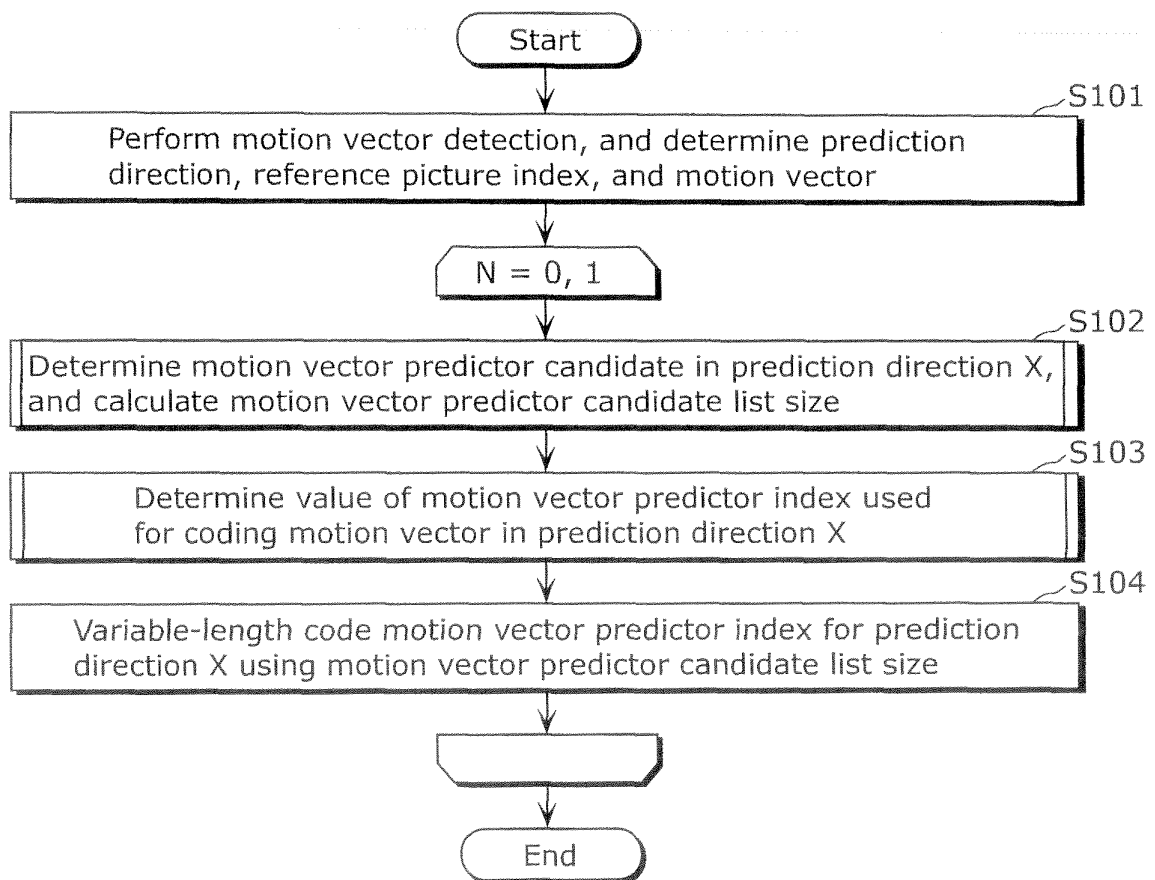 Start
S101
Perform motion vector detection, and determine prediction
direction, reference picture index, and motion vector
N = 0, 1
S102
Determine motion vector predictor candidate in prediction direction X,
and calculate motion vector predictor candidate list size
S103
Determine value of motion vector predictor index used
for coding motion vector in prediction direction X
S104
Variable-length code motion vector predictor index for prediction
direction X using motion vector predictor candidate list size
End